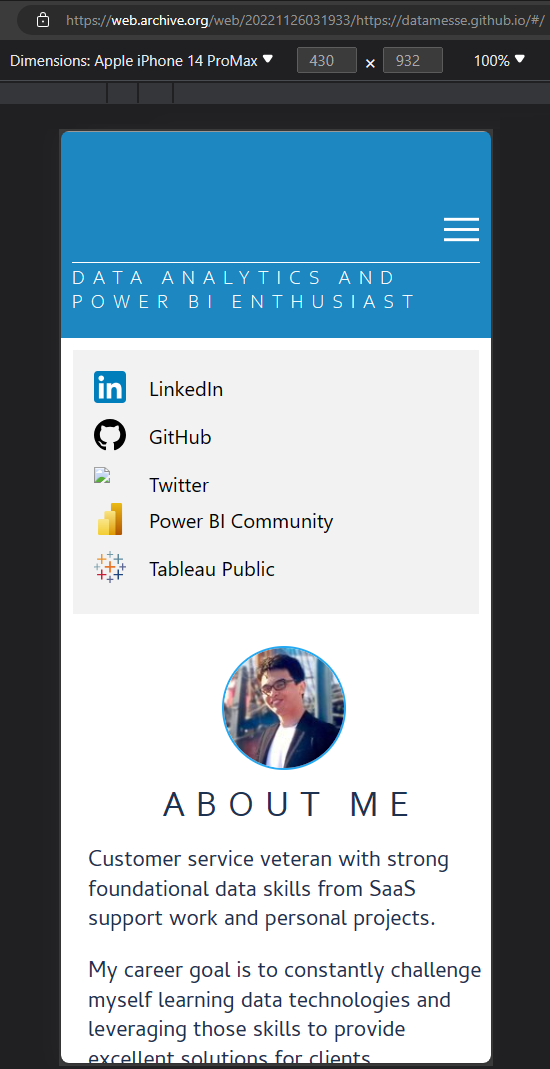 https://web.archive.org/web/20221126031933/https://datamesse.github.io/#/
Dimensions: Apple iPhone 14 ProMax 430 × 932 100%
DATA ANALYTICS AND
POWER BI ENTHUSIAST
in LinkedIn
GitHub
Twitter
Power BI Community
Tableau Public
ABOUT ME
Customer service veteran with strong
foundational data skills from SaaS
support work and personal projects.
My career goal is to constantly challenge
myself learning data technologies and
leveraging those skills to provide
excellent solutions for clients